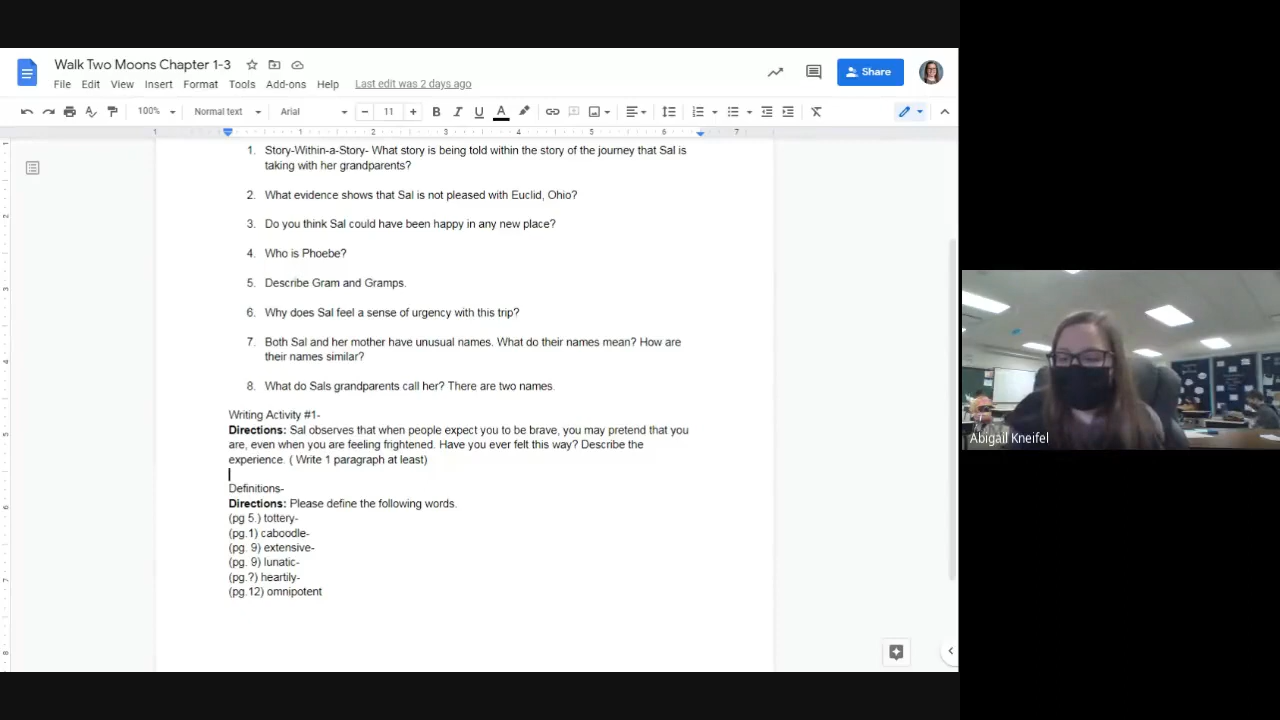 Walk Two Moons Chapter 1-3
File Edit View Insert Format Tools Add-ons Help Last edit was 2 days ago
Share
100% Normal text Arial 11 B I U A
1 1 2 3 4 5 6 7
1. Story-Within-a-Story- What story is being told within the story of the journey that Sal is
taking with her grandparents?
2. What evidence shows that Sal is not pleased with Euclid, Ohio?
3. Do you think Sal could have been happy in any new place?
4. Who is Phoebe?
5. Describe Gram and Gramps.
6. Why does Sal feel a sense of urgency with this trip?
7. Both Sal and her mother have unusual names. What do their names mean? How are
their names similar?
8. What do Sals grandparents call her? There are two names.
Writing Activity #1-
Directions: Sal observes that when people expect you to be brave, you may pretend that you
are, even when you are feeling frightened. Have you ever felt this way? Describe the
experience. ( Write 1 paragraph at least)
Definitions-
Directions: Please define the following words.
(pg 5.) tottery-
(pg.1) caboodle-
(pg. 9) extensive-
(pg. 9) lunatic-
(pg.?) heartily-
(pg.12) omnipotent
Abigail Kneifel